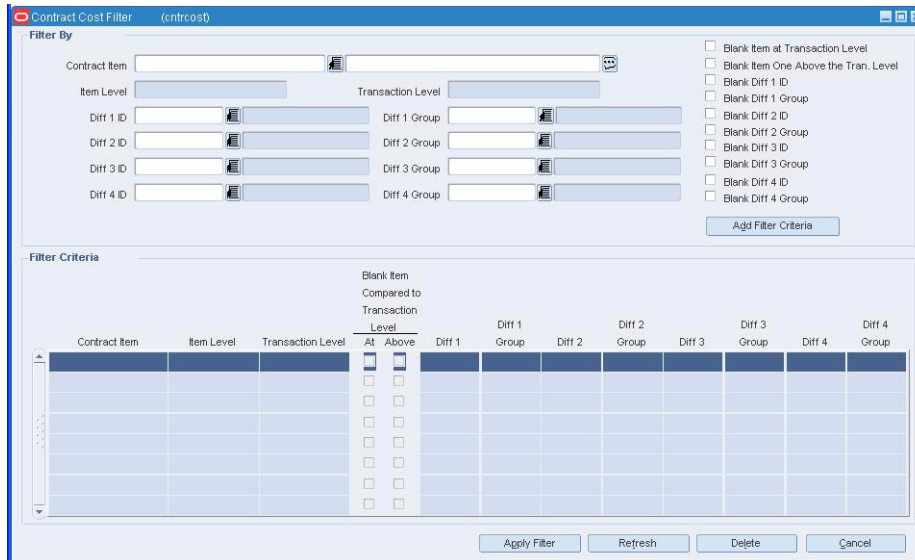 Contract Cost Filter (cntrcost)
Filter By
Contract Item
Item Level Transaction Level
Diff 1 ID Diff 1 Group
Diff 2 ID Diff 2 Group
Diff 3 ID Diff 3 Group
Diff 4 ID Diff 4 Group
Blank Item at Transaction Level
Blank Item One Above the Tran. Level
Blank Diff 1 ID
Blank Diff 1 Group
Blank Diff 2 ID
Blank Diff 2 Group
Blank Diff 3 ID
Blank Diff 3 Group
Blank Diff 4 ID
Blank Diff 4 Group
Add Filter Criteria
Filter Criteria
Blank Item
Compared to
Transaction
Level Diff 1 Diff 2 Diff 3 Diff 4
Contract Item Item Level Transaction Level At Above Diff 1 Group Diff 2 Group Diff 3 Group Diff 4 Group
Apply Filter Refresh Delete Cancel